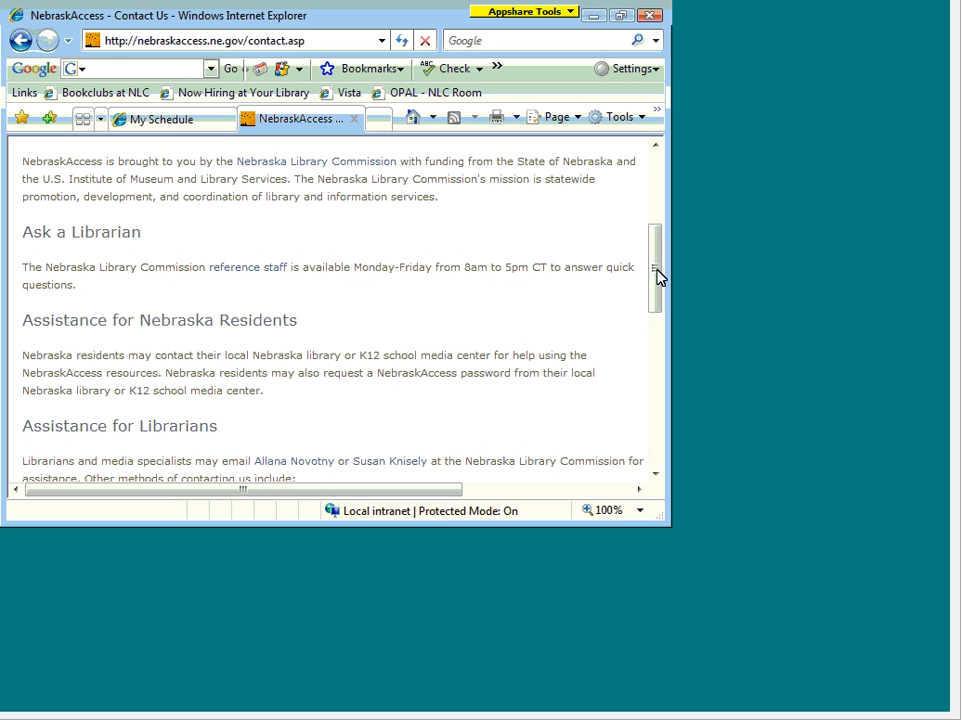 NebraskAccess - Contact Us - Windows Internet Explorer
Appshare Tools
http://nebraskaccess.ne.gov/contact.asp
Google
Google G Go Bookmarks ABC Check » Settings
Links Bookclubs at NLC Now Hiring at Your Library Vista OPAL - NLC Room
My Schedule NebraskAccess ... Page Tools »
NebraskAccess is brought to you by the Nebraska Library Commission with funding from the State of Nebraska and
the U.S. Institute of Museum and Library Services. The Nebraska Library Commission's mission is statewide
promotion, development, and coordination of library and information services.
Ask a Librarian
The Nebraska Library Commission reference staff is available Monday-Friday from 8am to 5pm CT to answer quick
questions.
Assistance for Nebraska Residents
Nebraska residents may contact their local Nebraska library or K12 school media center for help using the
NebraskAccess resources. Nebraska residents may also request a NebraskAccess password from their local
Nebraska library or K12 school media center.
Assistance for Librarians
Librarians and media specialists may email Allana Novotny or Susan Knisely at the Nebraska Library Commission for
assistance. Other methods of contacting us include:
Local intranet | Protected Mode: On
100%